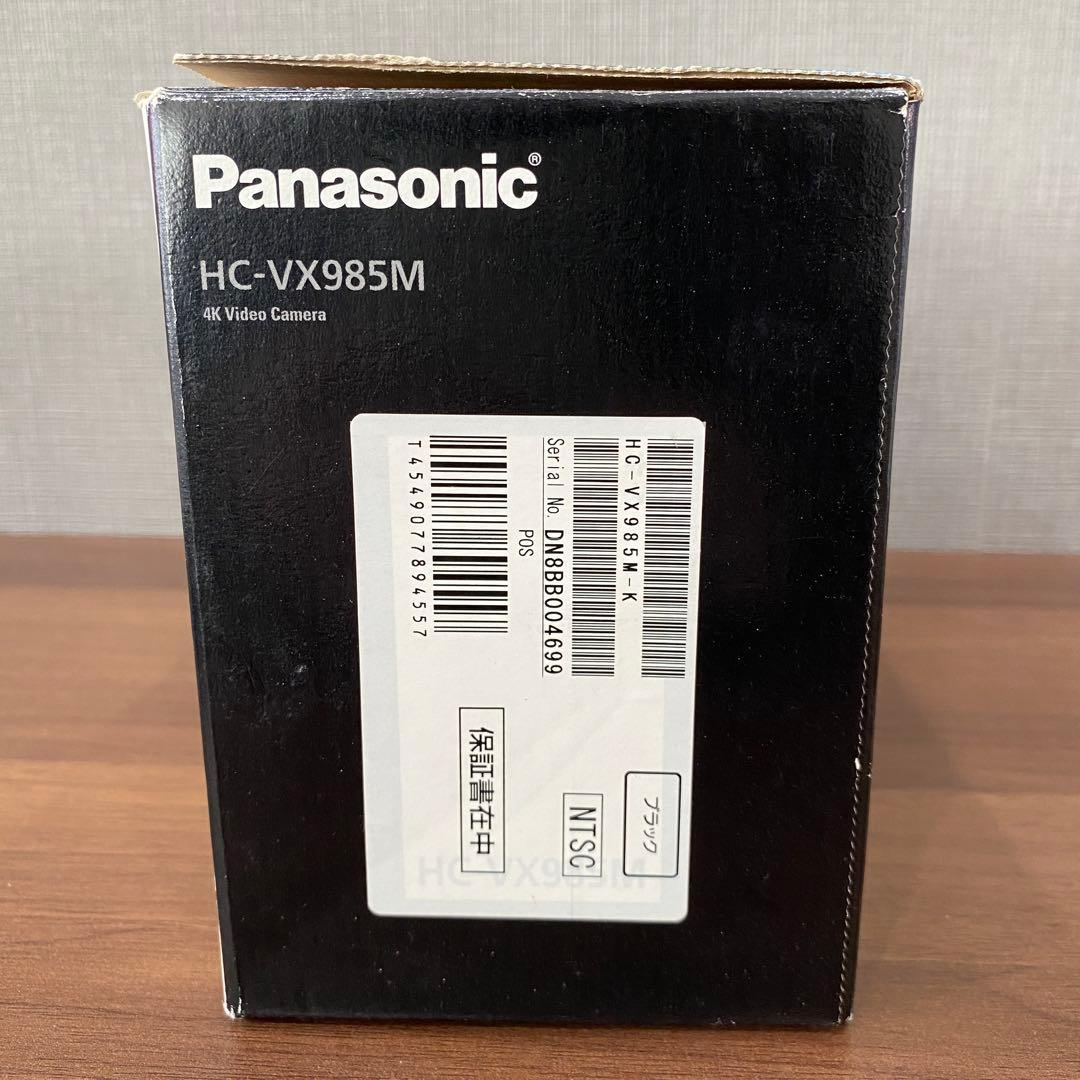 Panasonic®
HC-VX985M
4K Video Camera
HC-VX985M-K
Serial No. DN8BB004699
POS
T4549077894557
ブラック
NTSC
保証書在中
HC-VX985M